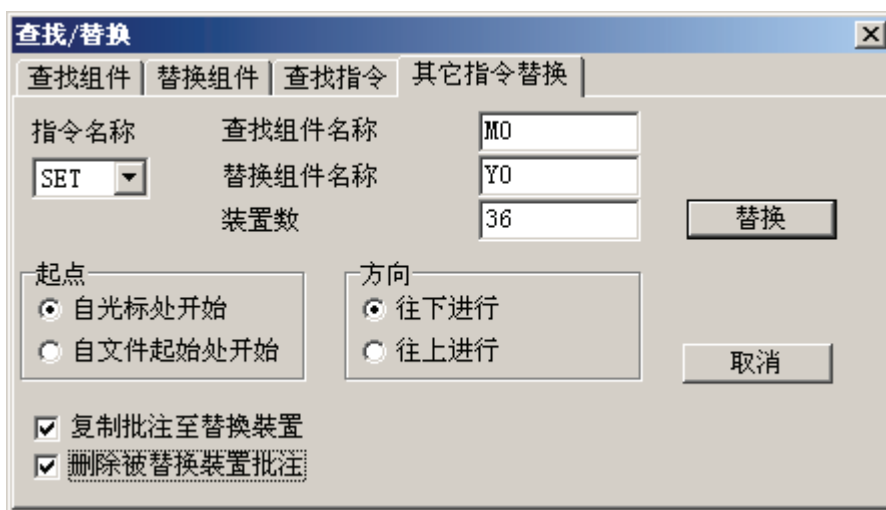 查找/替换
查找组件 替换组件 查找指令 其它指令替换
指令名称 查找组件名称 M0
SET 替换组件名称 Y0
装置数 36 替换
起点 方向
自光标处开始 往下进行
自文件起始处开始 往上进行
取消
复制批注至替换装置
删除被替换装置批注